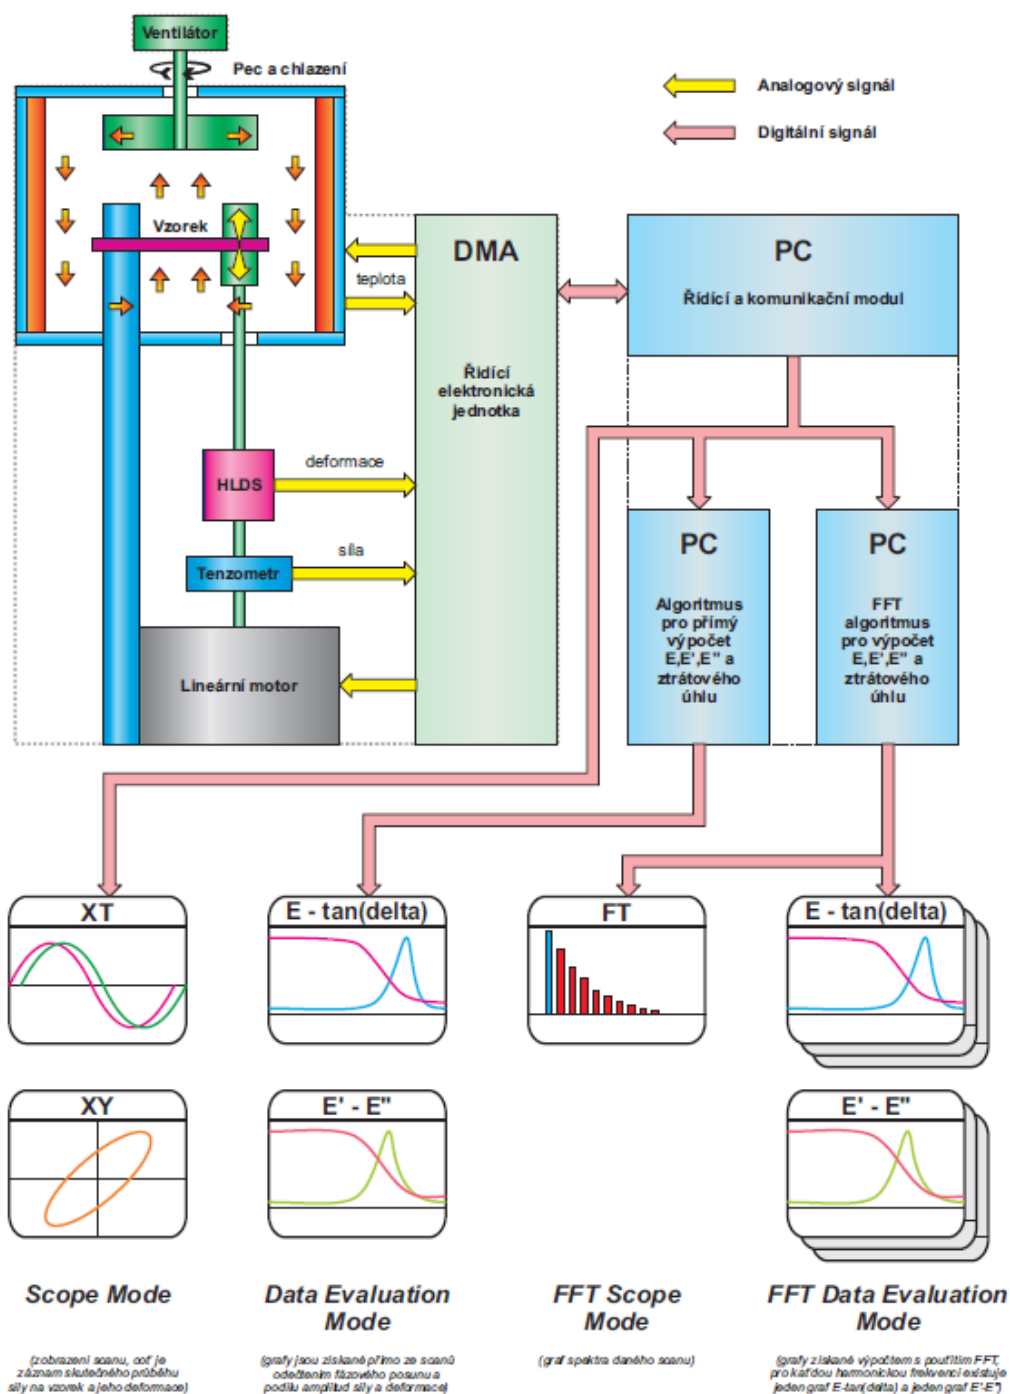 Ventilátor
Pec a chlazení
Analogový signál
Digitální signál
Vzorek
teplota
DMA
Řidící
elektronická
jednotka
PC
Řídící a komunikační modul
HLDS
deformace
síla
Tenzometr
Lineární motor
PC
Algoritmus
pro přímý
výpočet
E,E',E'' a
ztrátového
úhlu
PC
FFT
algoritmus
pro výpočet
E,E',E'' a
ztrátového
úhlu
XT
E - tan(delta)
FT
E - tan(delta)
XY
E' - E''
E' - E''
Scope Mode
Data Evaluation
Mode
FFT Scope
Mode
FFT Data Evaluation
Mode
(zobrazení scanu, což je
záznam skutečného průběhu
síly na vzorek a jeho deformace)
(grafy jsou získané přímo ze scanů
odečtením fázového posunu a
podílu amplitud síly a deformace)
(graf spektra daného scanu)
(grafy získané výpočtem s použitím FFT,
pro každou harmonickou frekvenci existuje
jeden graf E-tan(delta) a jeden graf E'-E'')